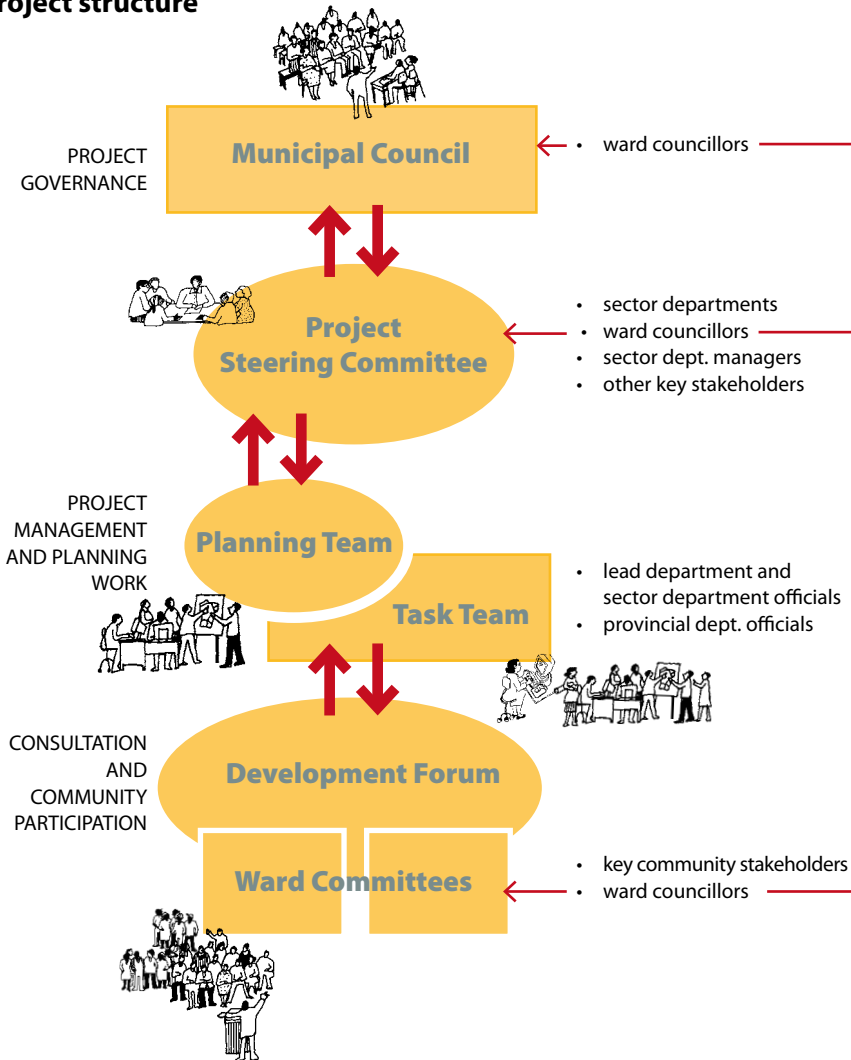 roject structure
PROJECT
GOVERNANCE
Municipal Council
• ward councillors
Project
Steering Committee
• sector departments
• ward councillors
• sector dept. managers
• other key stakeholders
PROJECT
MANAGEMENT
AND PLANNING
WORK
Planning Team
Task Team
• lead department and
sector department officials
• provincial dept. officials
CONSULTATION
AND
COMMUNITY
PARTICIPATION
Development Forum
Ward Committees
• key community stakeholders
• ward councillors